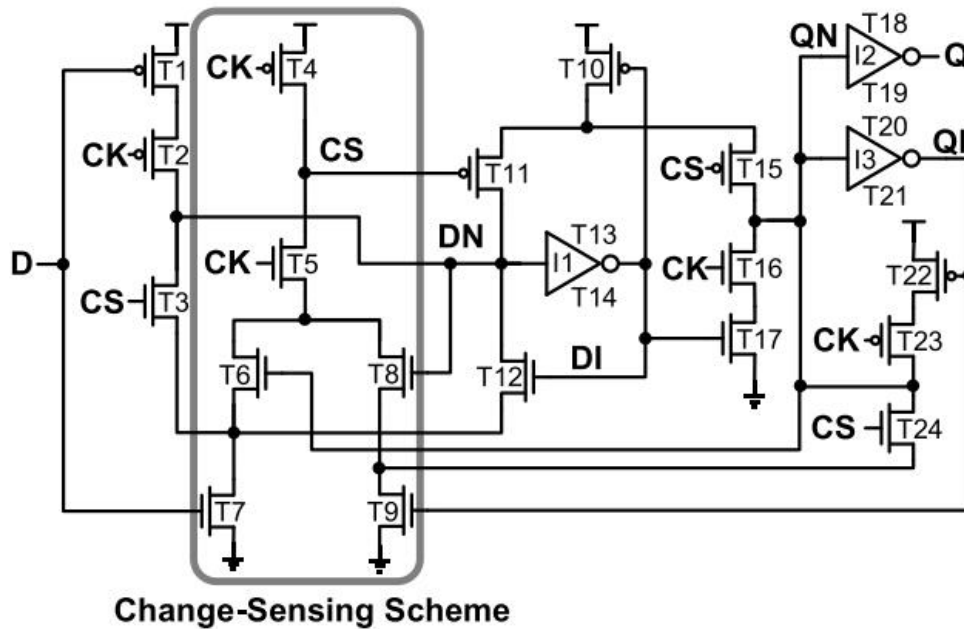 T18
QN
I2
Q
T19
T1
CK
T4
T10
T20
CK
T2
CS
T11
CS
T15
I3
T21
DN
T13
D
CK
T5
I1
T22
CS
T3
T14
CK
T16
T17
CK
T23
T6
T8
T12
DI
CS
T24
T7
T9
Change-Sensing Scheme